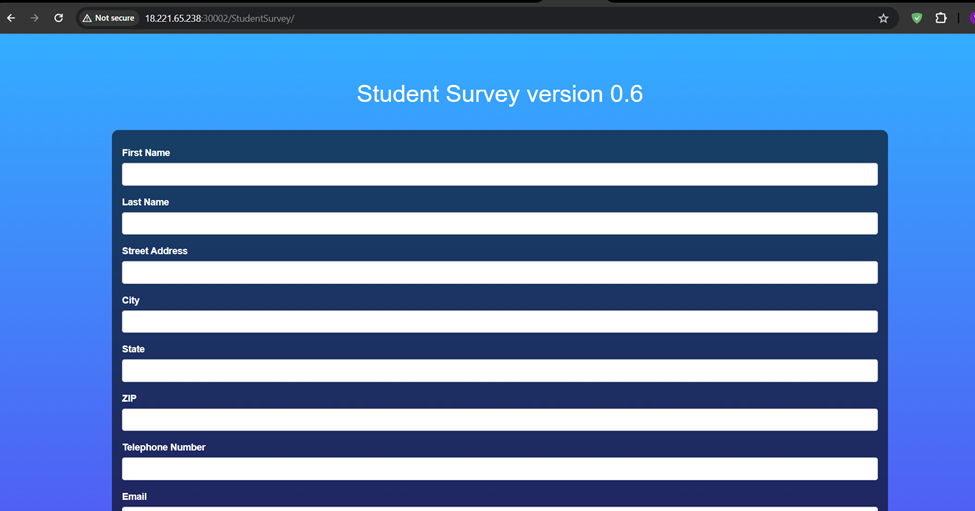 Not secure 18.221.65.238:30002/StudentSurvey/
Student Survey version 0.6
First Name
Last Name
Street Address
City
State
ZIP
Telephone Number
Email